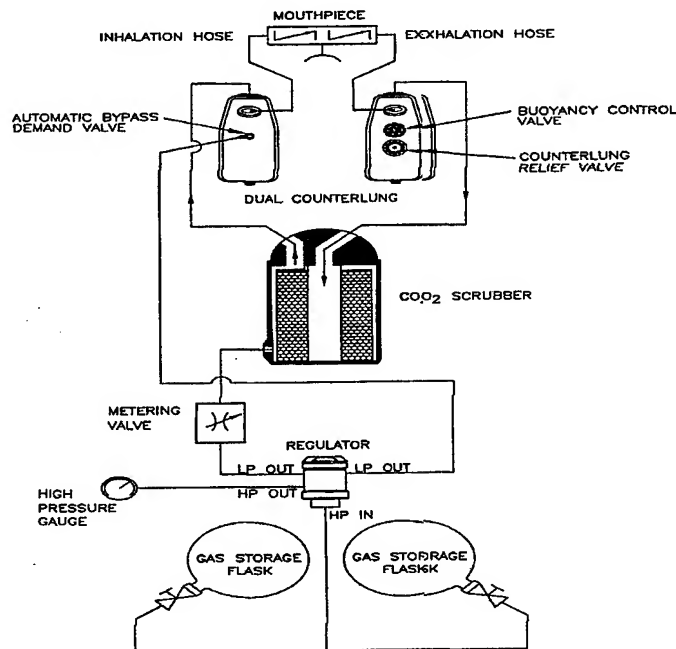 MOUTHPIECE
INHALATION HOSE
EXXHALATION HOSE
AUTOMATIC BYPASS
DEMAND VALVE
BUOYANCY CONTROL
VALVE
COUNTERLUNG
RELIEF VALVE
DUAL COUNTERLUNG
COO2 SCRUBBER
METERING
VALVE
REGULATOR
LP OUT
LP OUT
HP OUT
HIGH
PRESSURE
GAUGE
HP IN
GAS STORAGE
FLASK
GAS STODRAGE
FLASK6K